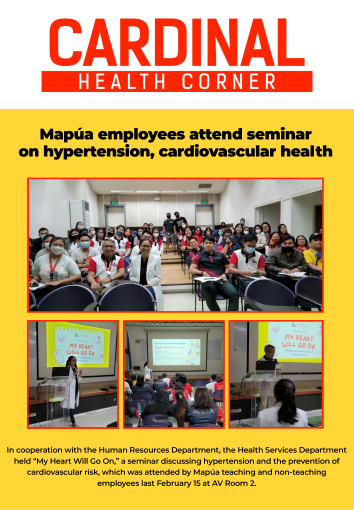 CARDINAL
HEALTH CORNER
Mapúa employees attend seminar
on hypertension, cardiovascular health
MY HEART
WILL GO ON
MY HEART
WILL GO ON
In cooperation with the Human Resources Department, the Health Services Department
held “My Heart Will Go On,” a seminar discussing hypertension and the prevention of
cardiovascular risk, which was attended by Mapúa teaching and non-teaching
employees last February 15 at AV Room 2.